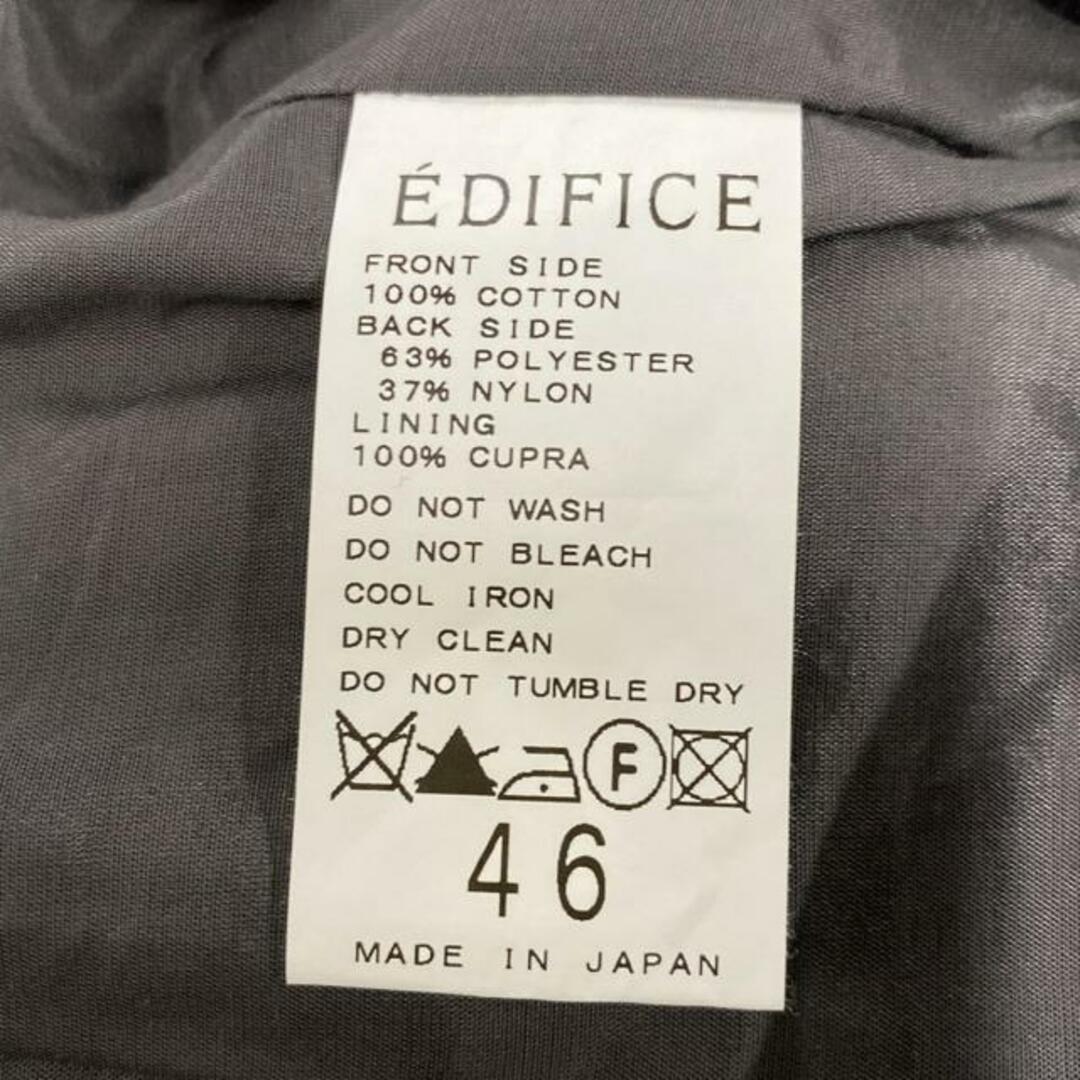 ÉDIFICE
FRONT SIDE
100% COTTON
BACK SIDE
63% POLYESTER
37% NYLON
LINING
100% CUPRA
DO NOT WASH
DO NOT BLEACH
COOL IRON
DRY CLEAN
DO NOT TUMBLE DRY
F
46
MADE IN JAPAN